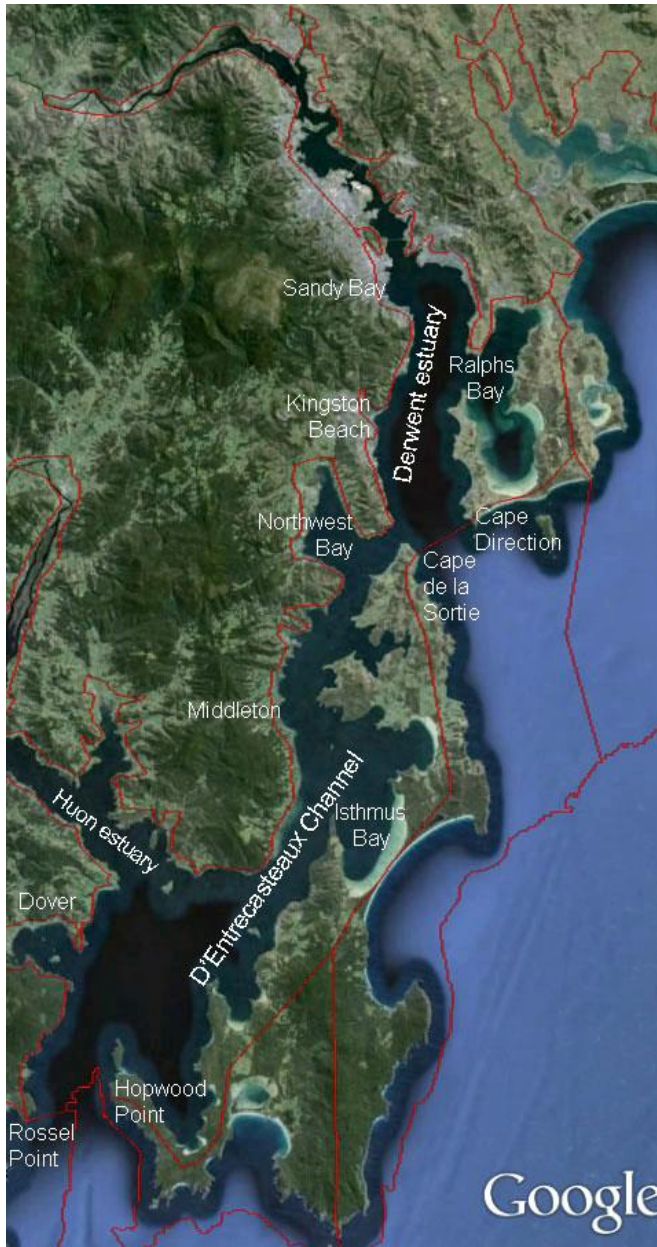 Sandy Bay
Derwent estuary
Ralphs
Bay
Kingston
Beach
Northwest
Bay
Cape
Direction
Cape
de la
Sortie
Middleton
Huon estuary
D'Entrecasteaux Channel
Isthmus
Bay
Dover
Hopwood
Point
Rossel
Point
Google